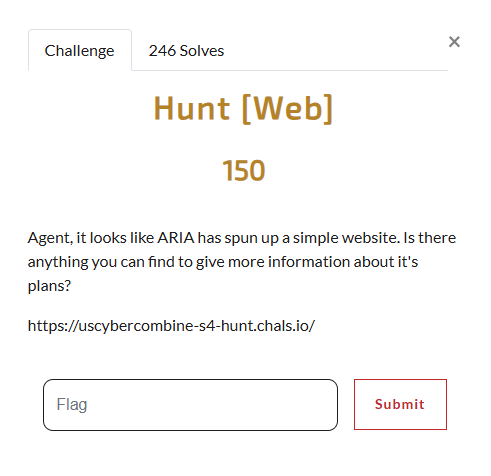 Challenge
246 Solves
×
Hunt [Web]
150
Agent, it looks like ARIA has spun up a simple website. Is there
anything you can find to give more information about it's
plans?
https://uscybercombine-s4-hunt.chals.io/
Flag
Submit